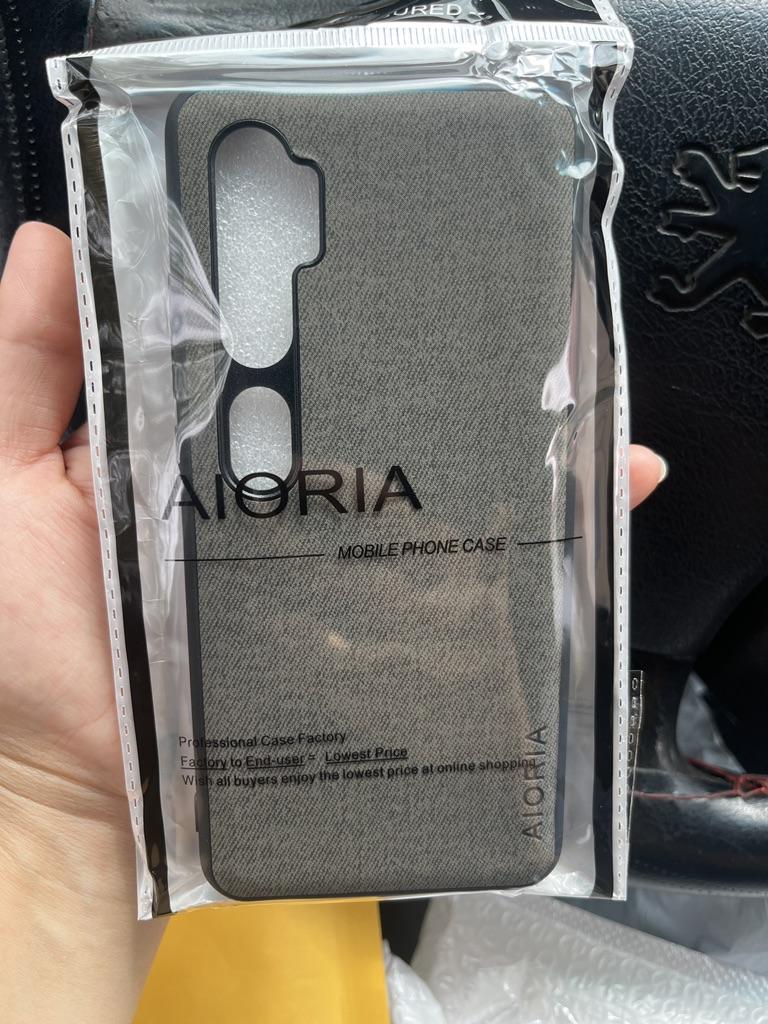 URED
AIORIA
MOBILE PHONE CASE
Professional Case Factory
Factory to End-user = Lowest Price
Wish all buyers enjoy the lowest price at online shopping
AIORIA